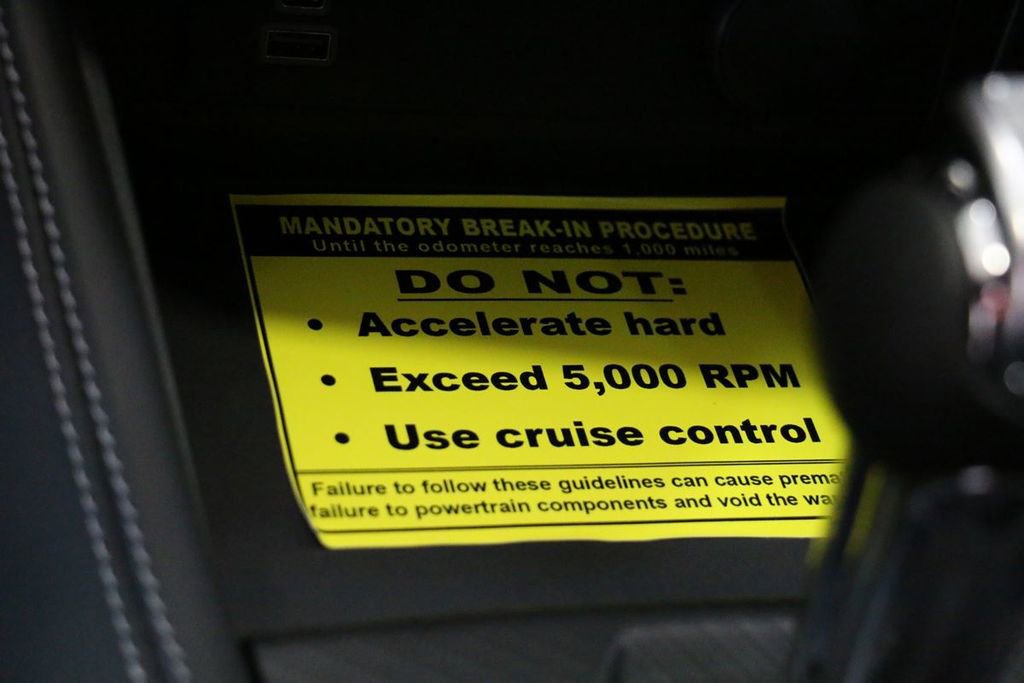 MANDATORY BREAK-IN PROCEDURE
Until the odometer reaches 1,000 miles
DO NOT:
• Accelerate hard
• Exceed 5,000 RPM
• Use cruise control
Failure to follow these guidelines can cause
failure to powertrain components and void the